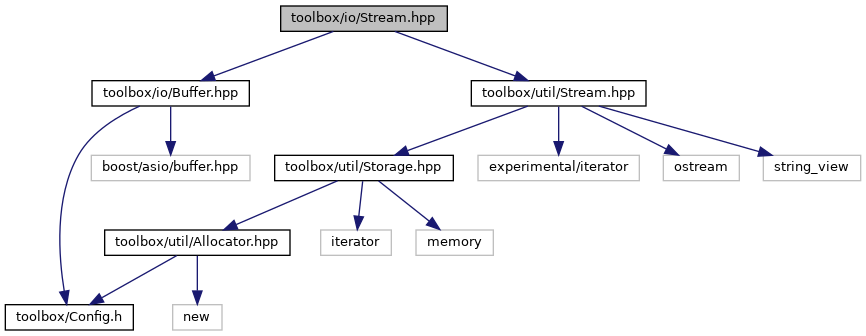 toolbox/io/Stream.hpp
toolbox/io/Buffer.hpp
toolbox/util/Stream.hpp
boost/asio/buffer.hpp
toolbox/util/Storage.hpp
experimental/iterator
ostream
string_view
toolbox/util/Allocator.hpp
iterator
memory
toolbox/Config.h
new